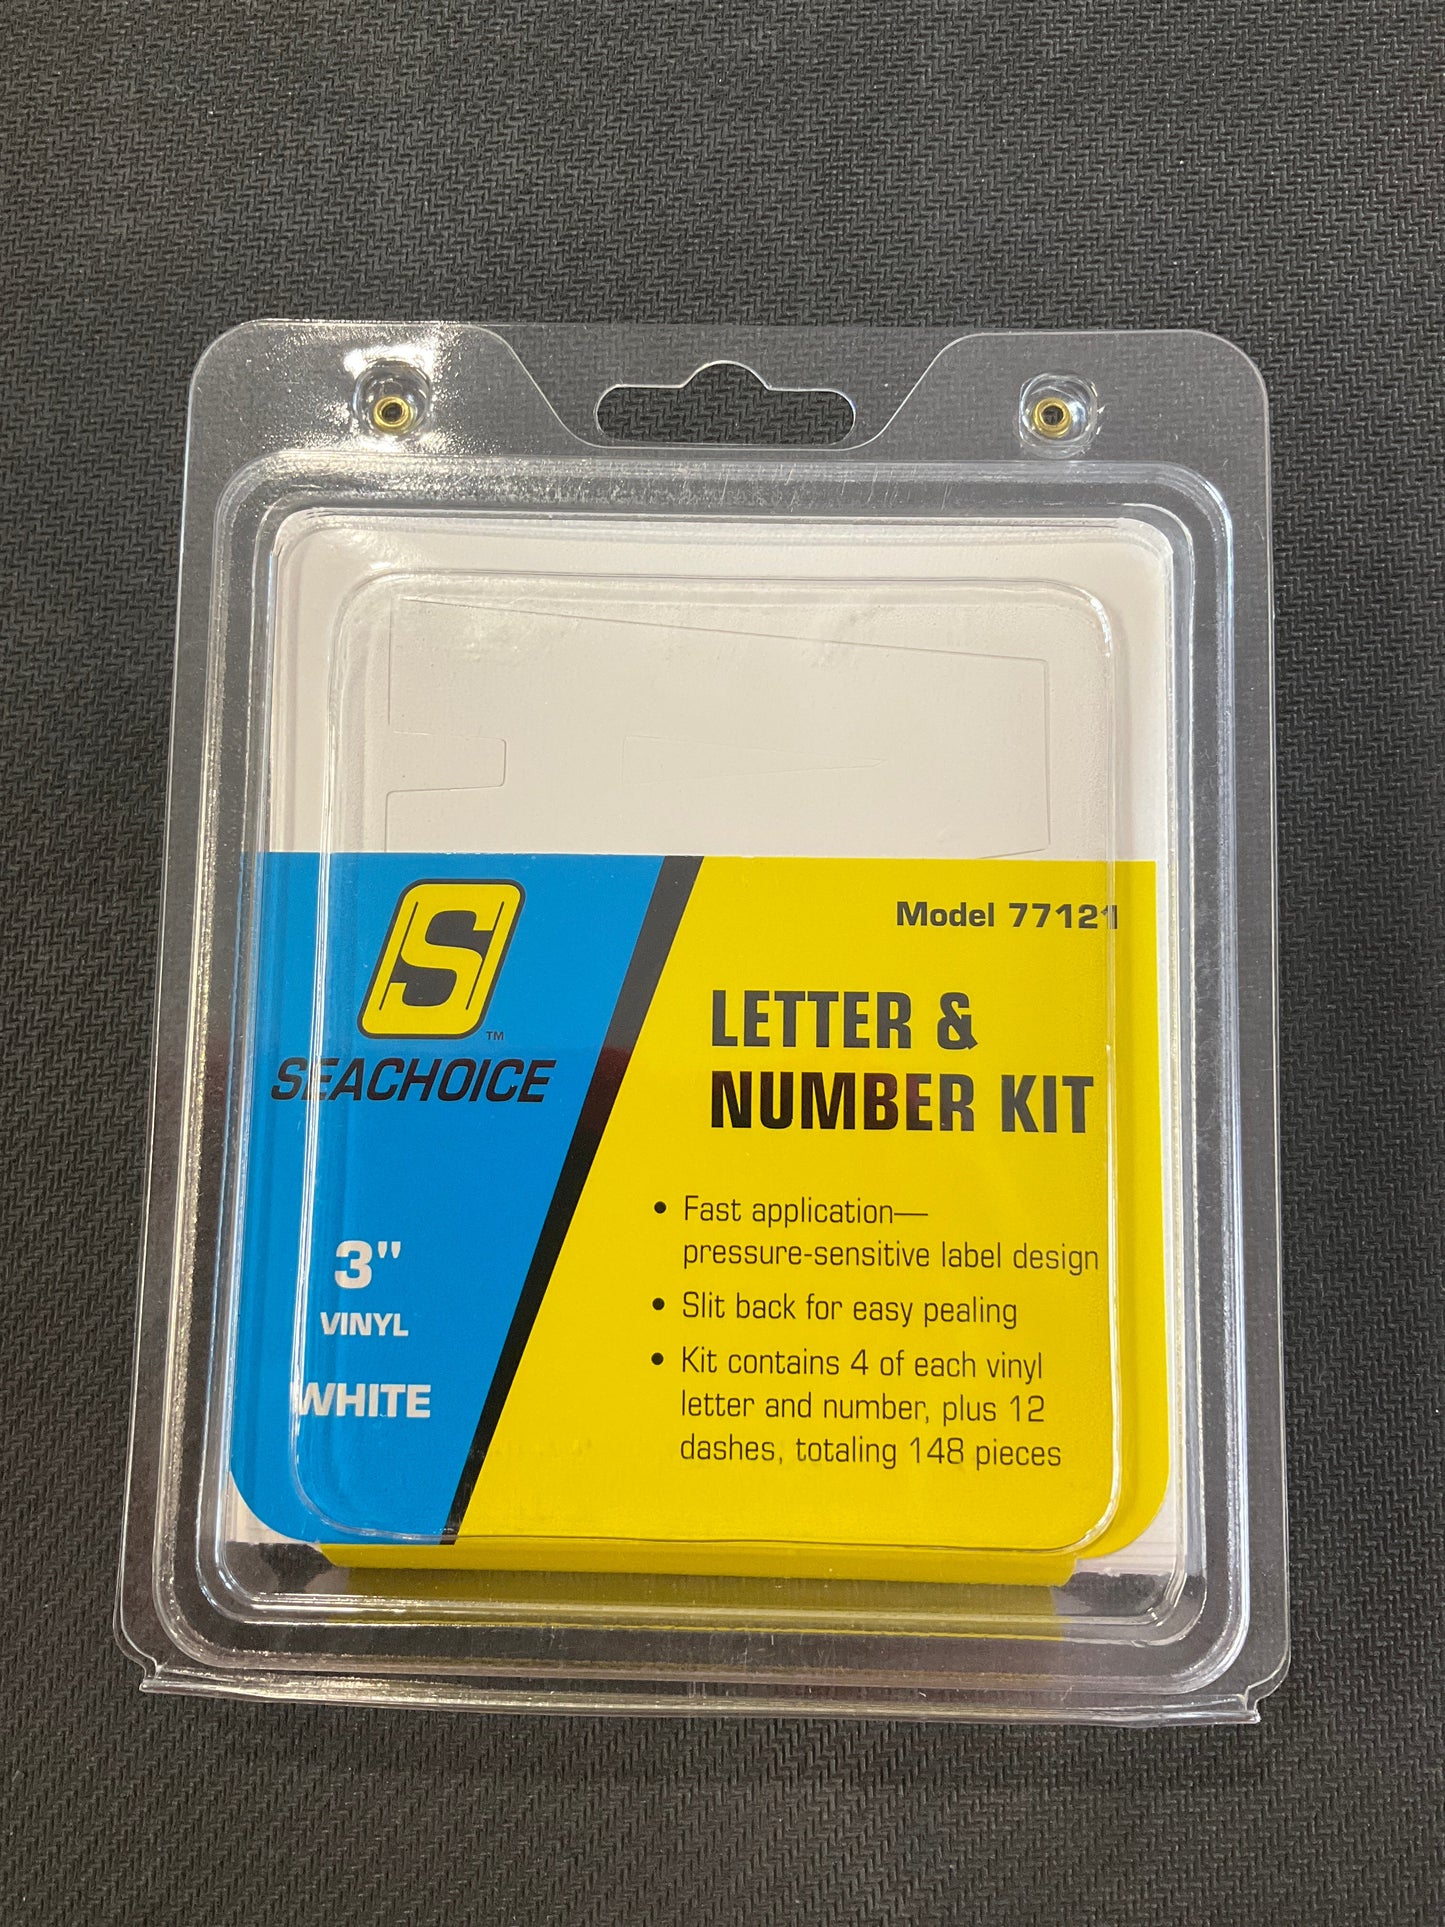 Model 77121
S
TM
SEACHOICE
LETTER &
NUMBER KIT
3"
VINYL
WHITE
• Fast application—
pressure-sensitive label design
• Slit back for easy pealing
• Kit contains 4 of each vinyl
letter and number, plus 12
dashes, totaling 148 pieces